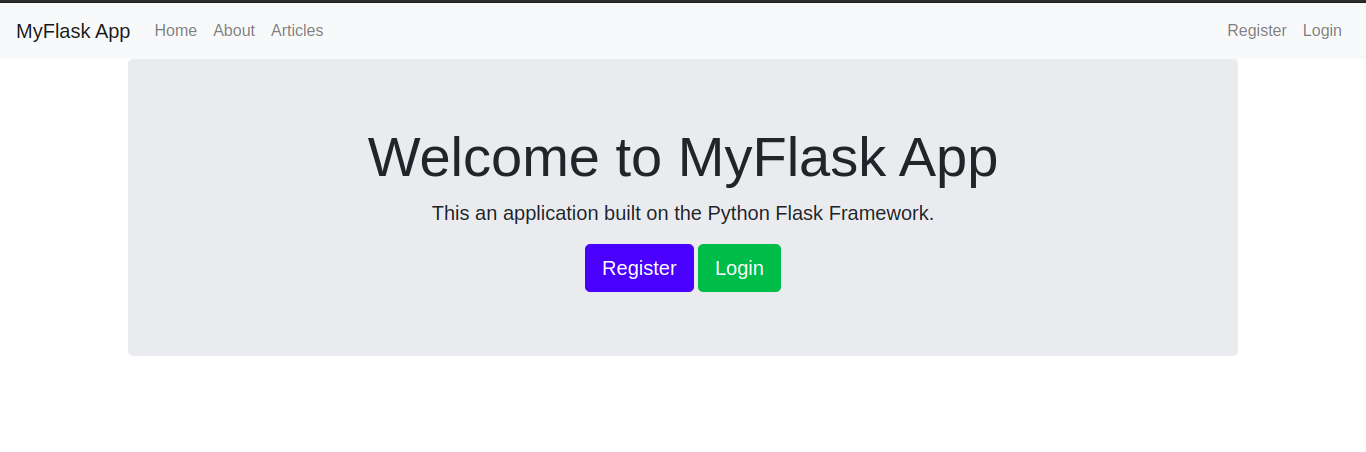 MyFlask App Home About Articles Register Login
Welcome to MyFlask App
This an application built on the Python Flask Framework.
Register Login